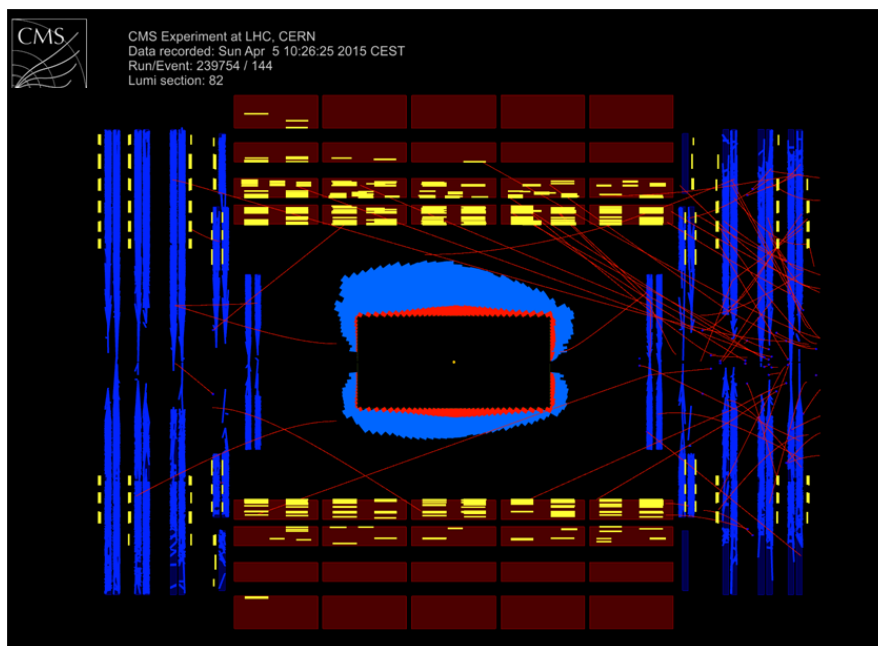 CMS
CMS Experiment at LHC, CERN
Data recorded: Sun Apr 5 10:26:25 2015 CEST
Run/Event: 239754 / 144
Lumi section: 82